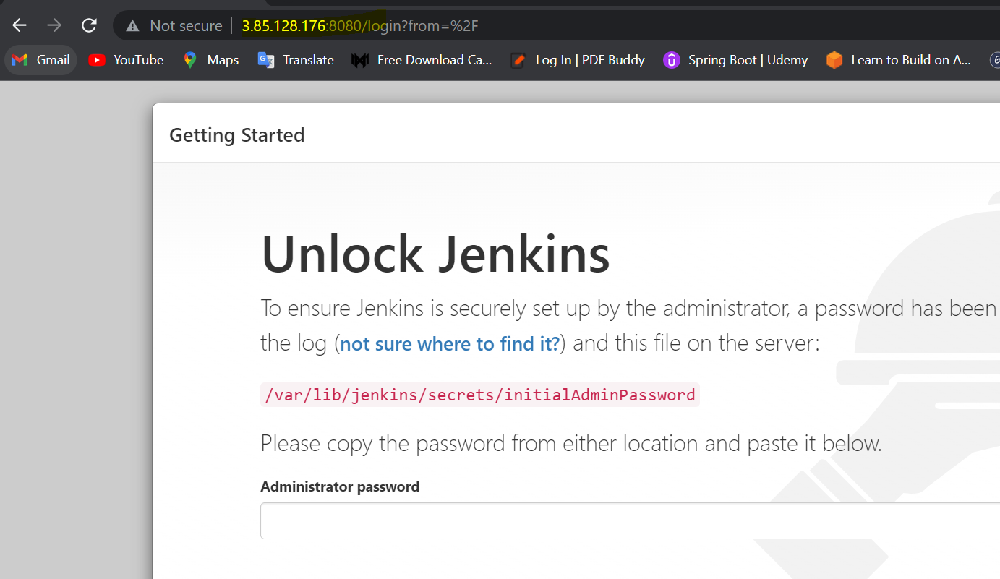 Not secure | 3.85.128.176:8080/login?from=%2F
Gmail YouTube Maps Translate Free Download Ca... Log In | PDF Buddy Spring Boot | Udemy Learn to Build on A...
Getting Started
Unlock Jenkins
To ensure Jenkins is securely set up by the administrator, a password has been
the log (not sure where to find it?) and this file on the server:
/var/lib/jenkins/secrets/initialAdminPassword
Please copy the password from either location and paste it below.
Administrator password